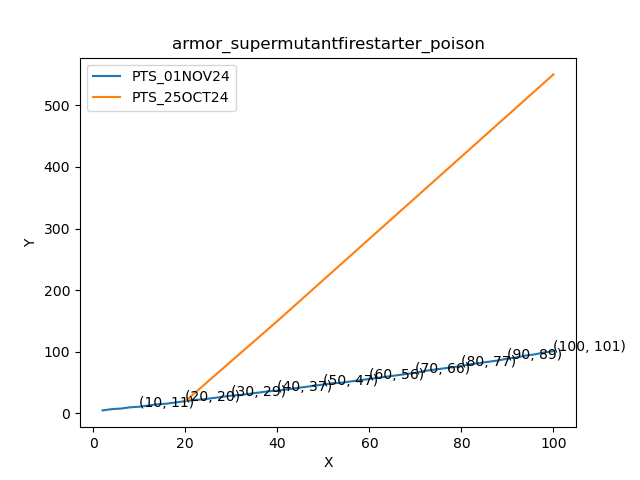 armor_supermutantfirestarter_poison
PTS_01NOV24
PTS_25OCT24
Y
500
400
300
200
100
0
(10, 11)
(20, 20)
(30, 29)
(40, 37)
(50, 47)
(60, 56)
(70, 66)
(80, 77)
(90, 89)
(100, 101)
0 20 40 60 80 100
X